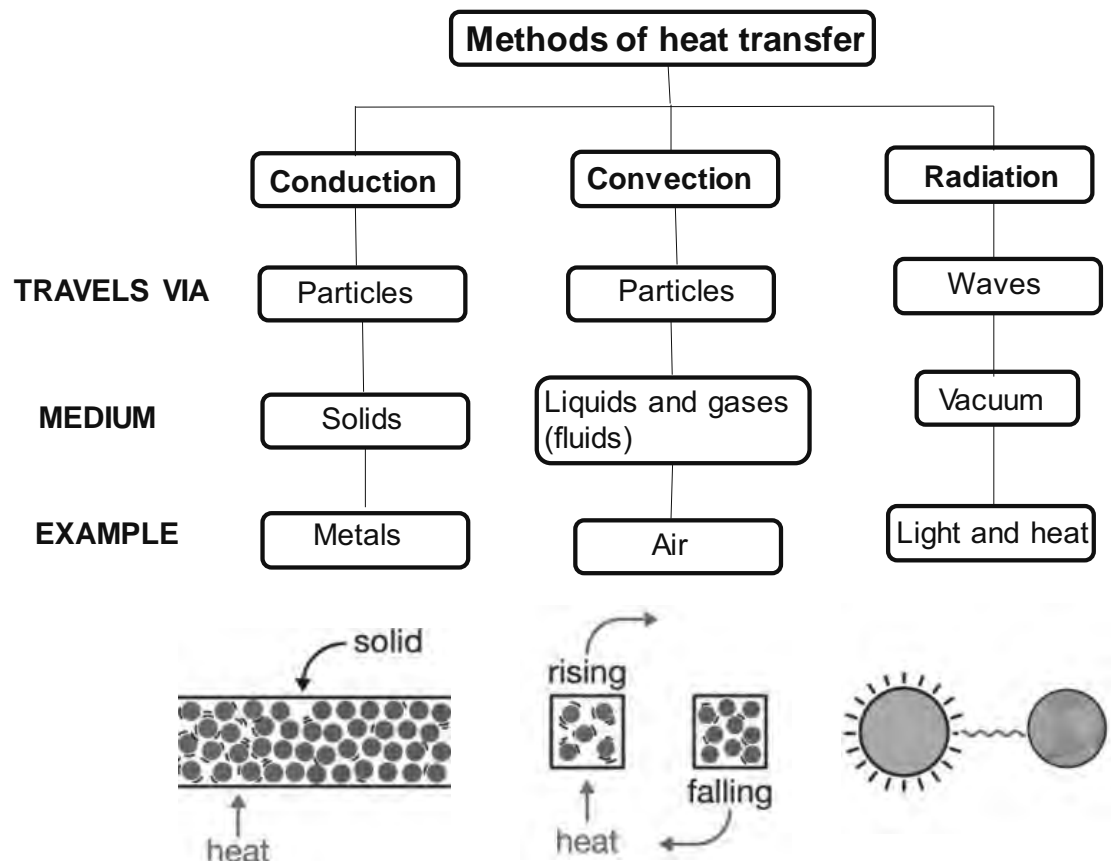 Methods of heat transfer
Conduction
Convection
Radiation
TRAVELS VIA
Particles
Particles
Waves
MEDIUM
Solids
Liquids and gases
(fluids)
Vacuum
EXAMPLE
Metals
Air
Light and heat
solid
heat
rising
heat
falling